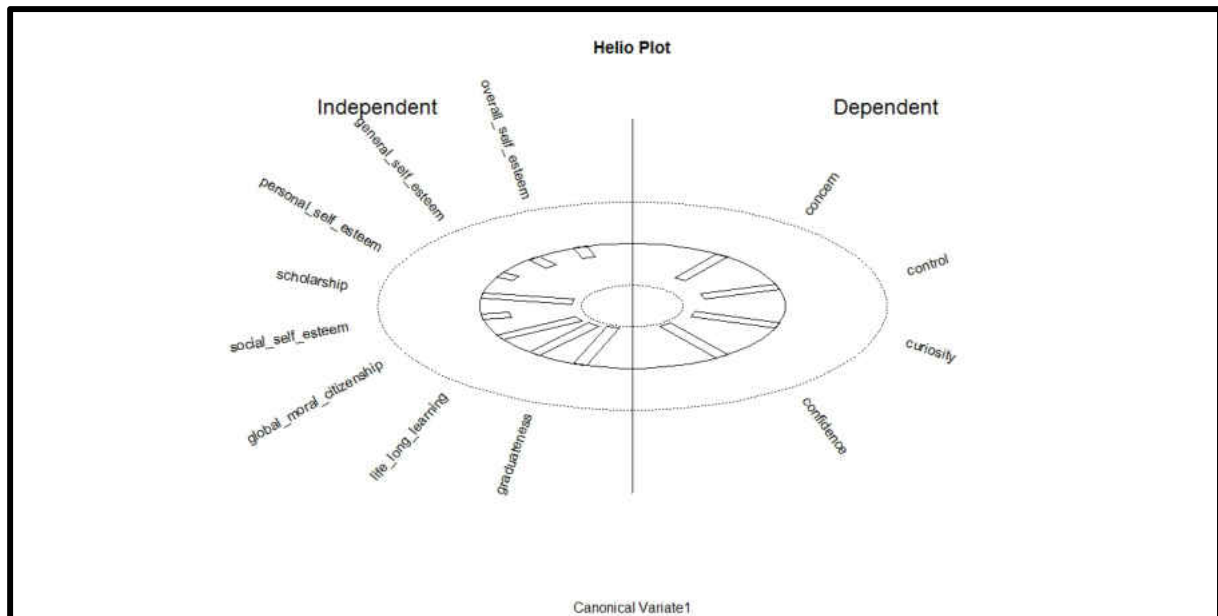 Helio Plot
Independent
Dependent
overall_self_esteem
general_self_esteem
personal_self_esteem
scholarship
social_self_esteem
global_moral_citizenship
life_long_learning
graduateness
concern
control
curiosity
confidence
Canonical Variate1